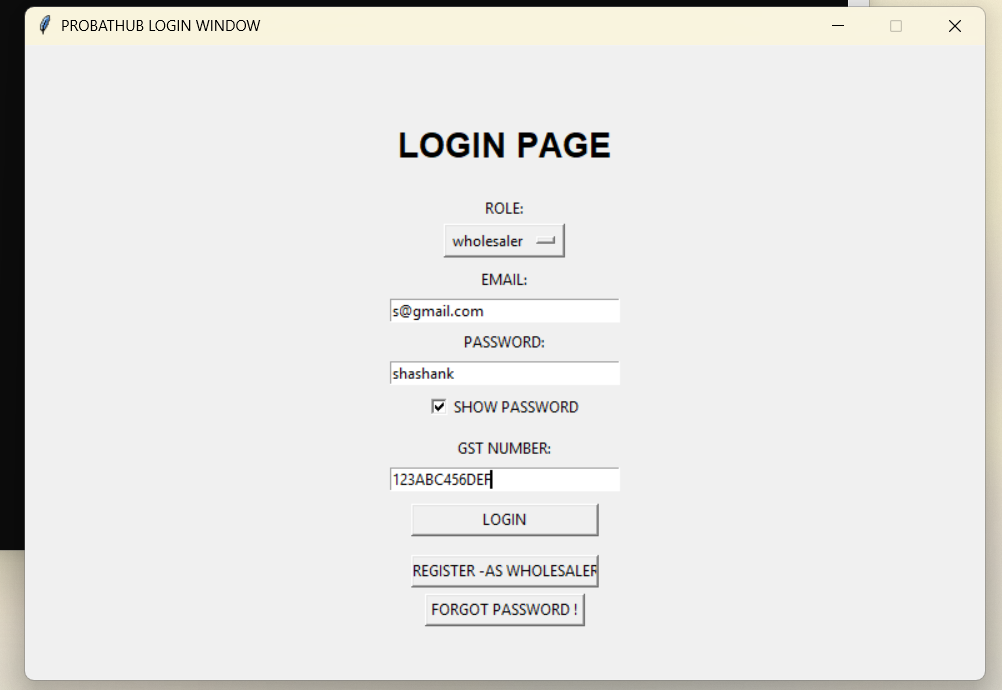 PROBATHUB LOGIN WINDOW
LOGIN PAGE
ROLE:
wholesaler
EMAIL:
s@gmail.com
PASSWORD:
shashank
SHOW PASSWORD
GST NUMBER:
123ABC456DEF
LOGIN
REGISTER -AS WHOLESALER
FORGOT PASSWORD !